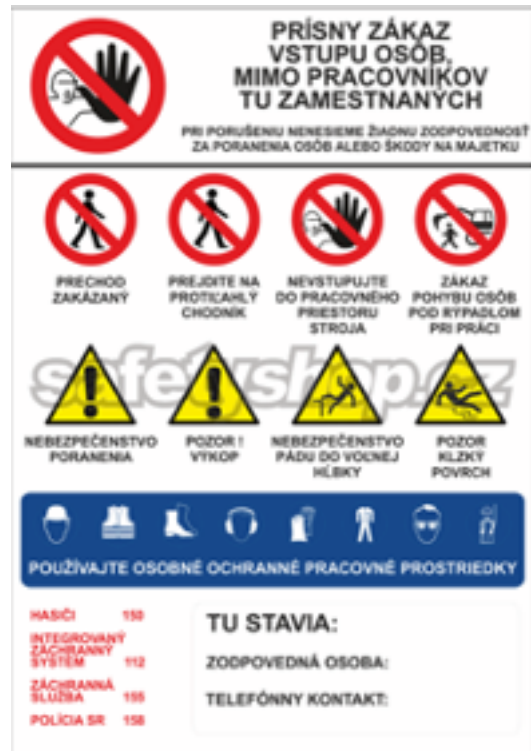 PRÍSNY ZÁKAZ
VSTUPU OSÔB,
MIMO PRACOVNÍKOV
TU ZAMESTNANÝCH
PRI PORUŠENIU NENESIEME ŽIADNU ZODPOVEDNOSŤ
ZA PORANENIA OSÔB ALEBO ŠKODY NA MAJETKU
PRECHOD
ZAKÁZANÝ
PREJDITE NA
PROTIĽAHLÝ
CHODNÍK
NEVSTUPUJTE
DO PRACOVNÉHO
PRIESTORU
STROJA
ZÁKAZ
POHYBU OSÔB
POD RÝPADLOM
PRI PRÁCI
safetyshop.cz
NEBEZPEČENSTVO
PORANENIA
POZOR !
VÝKOP
NEBEZPEČENSTVO
PÁDU DO VOĽNEJ
HĹBKY
POZOR
KLZKÝ
POVRCH
POUŽÍVAJTE OSOBNÉ OCHRANNÉ PRACOVNÉ PROSTRIEDKY
HASIČI 150
INTEGROVANÝ
ZÁCHRANNÝ
SYSTÉM 112
ZÁCHRANNÁ
SLUŽBA 155
POLÍCIA SR 158
TU STAVIA:
ZODPOVEDNÁ OSOBA:
TELEFÓNNY KONTAKT: